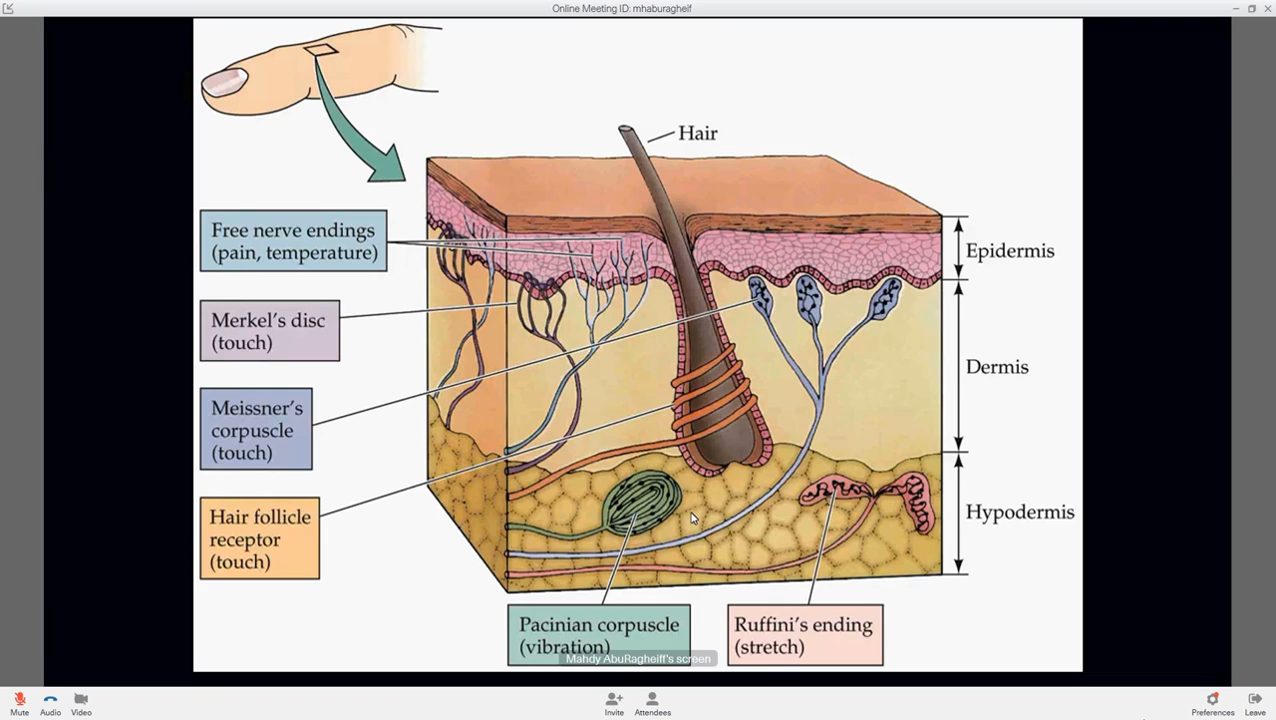 Online Meeting ID: mhaburagheif
Hair
Free nerve endings
(pain, temperature)
Merkel's disc
(touch)
Meissner's
corpuscle
(touch)
Hair follicle
receptor
(touch)
Epidermis
Dermis
Hypodermis
Pacinian corpuscle
(vibration)
Ruffini's ending
(stretch)
Mahdy AbuRagheiff's screen
Mute
Audio
Video
Invite
Attendees
Preferences
Leave